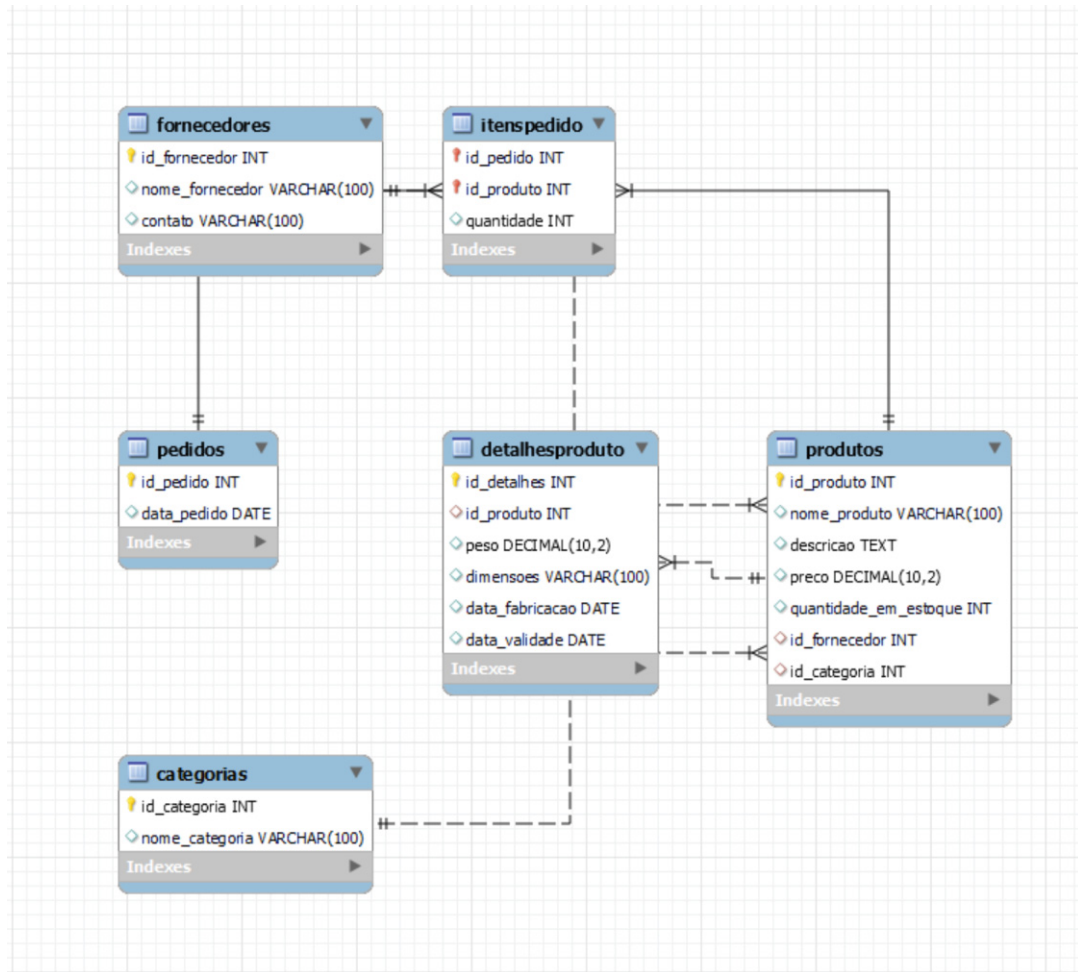 fornecedores
id_fornecedor INT
nome_fornecedor VARCHAR(100)
contato VARCHAR(100)
Indexes
itenspedido
id_pedido INT
id_produto INT
quantidade INT
Indexes
pedidos
id_pedido INT
data_pedido DATE
Indexes
detalhesproduto
id_detalhes INT
id_produto INT
peso DECIMAL(10,2)
dimensoes VARCHAR(100)
data_fabricacao DATE
data_validade DATE
Indexes
produtos
id_produto INT
nome_produto VARCHAR(100)
descricao TEXT
preco DECIMAL(10,2)
quantidade_em_estoque INT
id_fornecedor INT
id_categoria INT
Indexes
categorias
id_categoria INT
nome_categoria VARCHAR(100)
Indexes